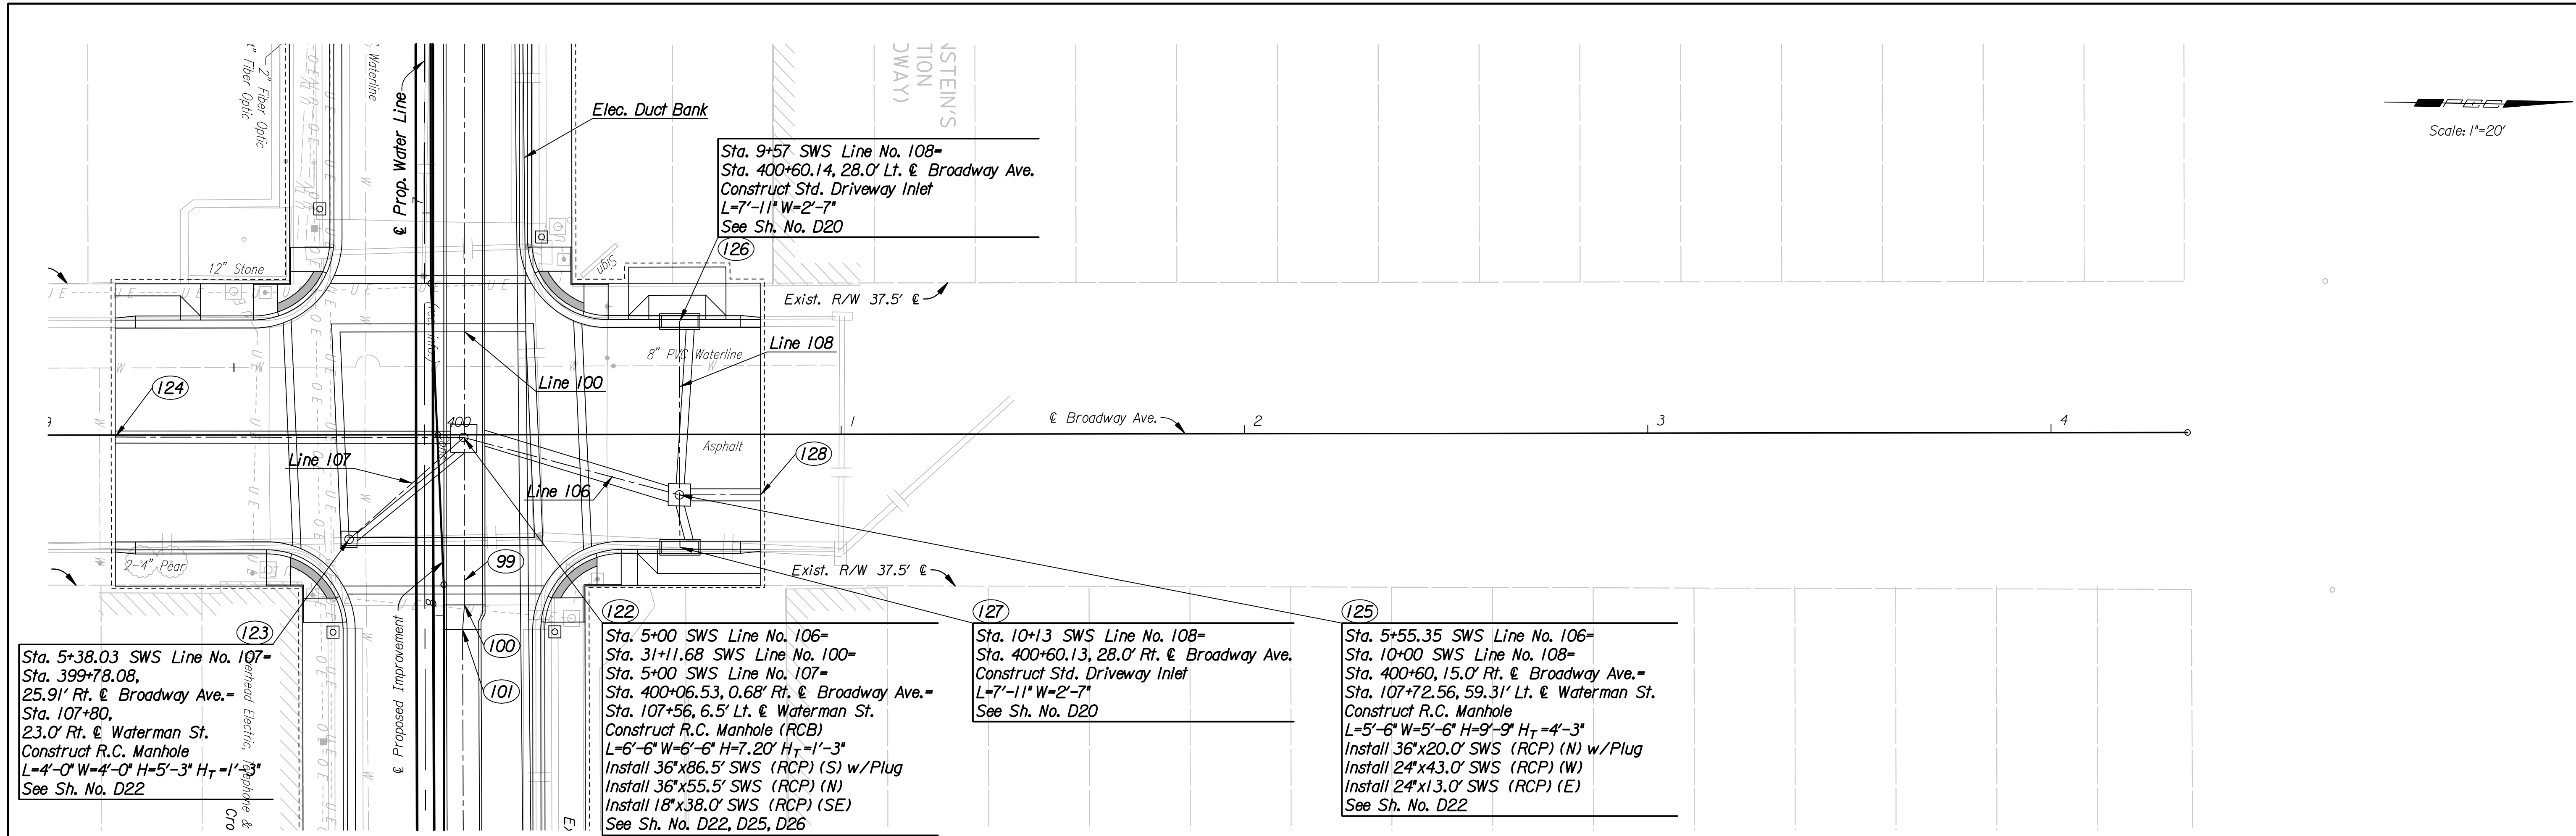 2" Fiber Optic
1" Fiber Optic
Waterline
₵ Prop. Water Line
Elec. Duct Bank
NSTEIN'S
TION
DWAY)
Scale: 1"=20'
Sta. 9+57 SWS Line No. 108=
Sta. 400+60.14, 28.0' Lt. ₵ Broadway Ave.
Construct Std. Driveway Inlet
L=7'-11" W=2'-7"
See Sh. No. D20
126
12" Stone
Sign
Exist. R/W 37.5' ₵
8" PVC Waterline
Line 108
Line 100
124
400
1
₵ Broadway Ave.
2
3
4
Asphalt
Line 107
Line 106
128
2-4" Pear
99
Exist. R/W 37.5' ₵
8
100
101
₵ Proposed Improvement
Overhead Electric, Telephone &
Cro
123
Sta. 5+38.03 SWS Line No. 107=
Sta. 399+78.08,
25.91' Rt. ₵ Broadway Ave.=
Sta. 107+80,
23.0' Rt. ₵ Waterman St.
Construct R.C. Manhole
L=4'-0" W=4'-0" H=5'-3" HT=1'-3"
See Sh. No. D22
122
Sta. 5+00 SWS Line No. 106=
Sta. 31+11.68 SWS Line No. 100=
Sta. 5+00 SWS Line No. 107=
Sta. 400+06.53, 0.68' Rt. ₵ Broadway Ave.=
Sta. 107+56, 6.5' Lt. ₵ Waterman St.
Construct R.C. Manhole (RCB)
L=6'-6" W=6'-6" H=7.20' HT=1'-3"
Install 36"x86.5' SWS (RCP) (S) w/Plug
Install 36"x55.5' SWS (RCP) (N)
Install 18"x38.0' SWS (RCP) (SE)
See Sh. No. D22, D25, D26
127
Sta. 10+13 SWS Line No. 108=
Sta. 400+60.13, 28.0' Rt. ₵ Broadway Ave.
Construct Std. Driveway Inlet
L=7'-11" W=2'-7"
See Sh. No. D20
125
Sta. 5+55.35 SWS Line No. 106=
Sta. 10+00 SWS Line No. 108=
Sta. 400+60, 15.0' Rt. ₵ Broadway Ave.=
Sta. 107+72.56, 59.31' Lt. ₵ Waterman St.
Construct R.C. Manhole
L=5'-6" W=5'-6" H=9'-9" HT=4'-3"
Install 36"x20.0' SWS (RCP) (N) w/Plug
Install 24"x43.0' SWS (RCP) (W)
Install 24"x13.0' SWS (RCP) (E)
See Sh. No. D22